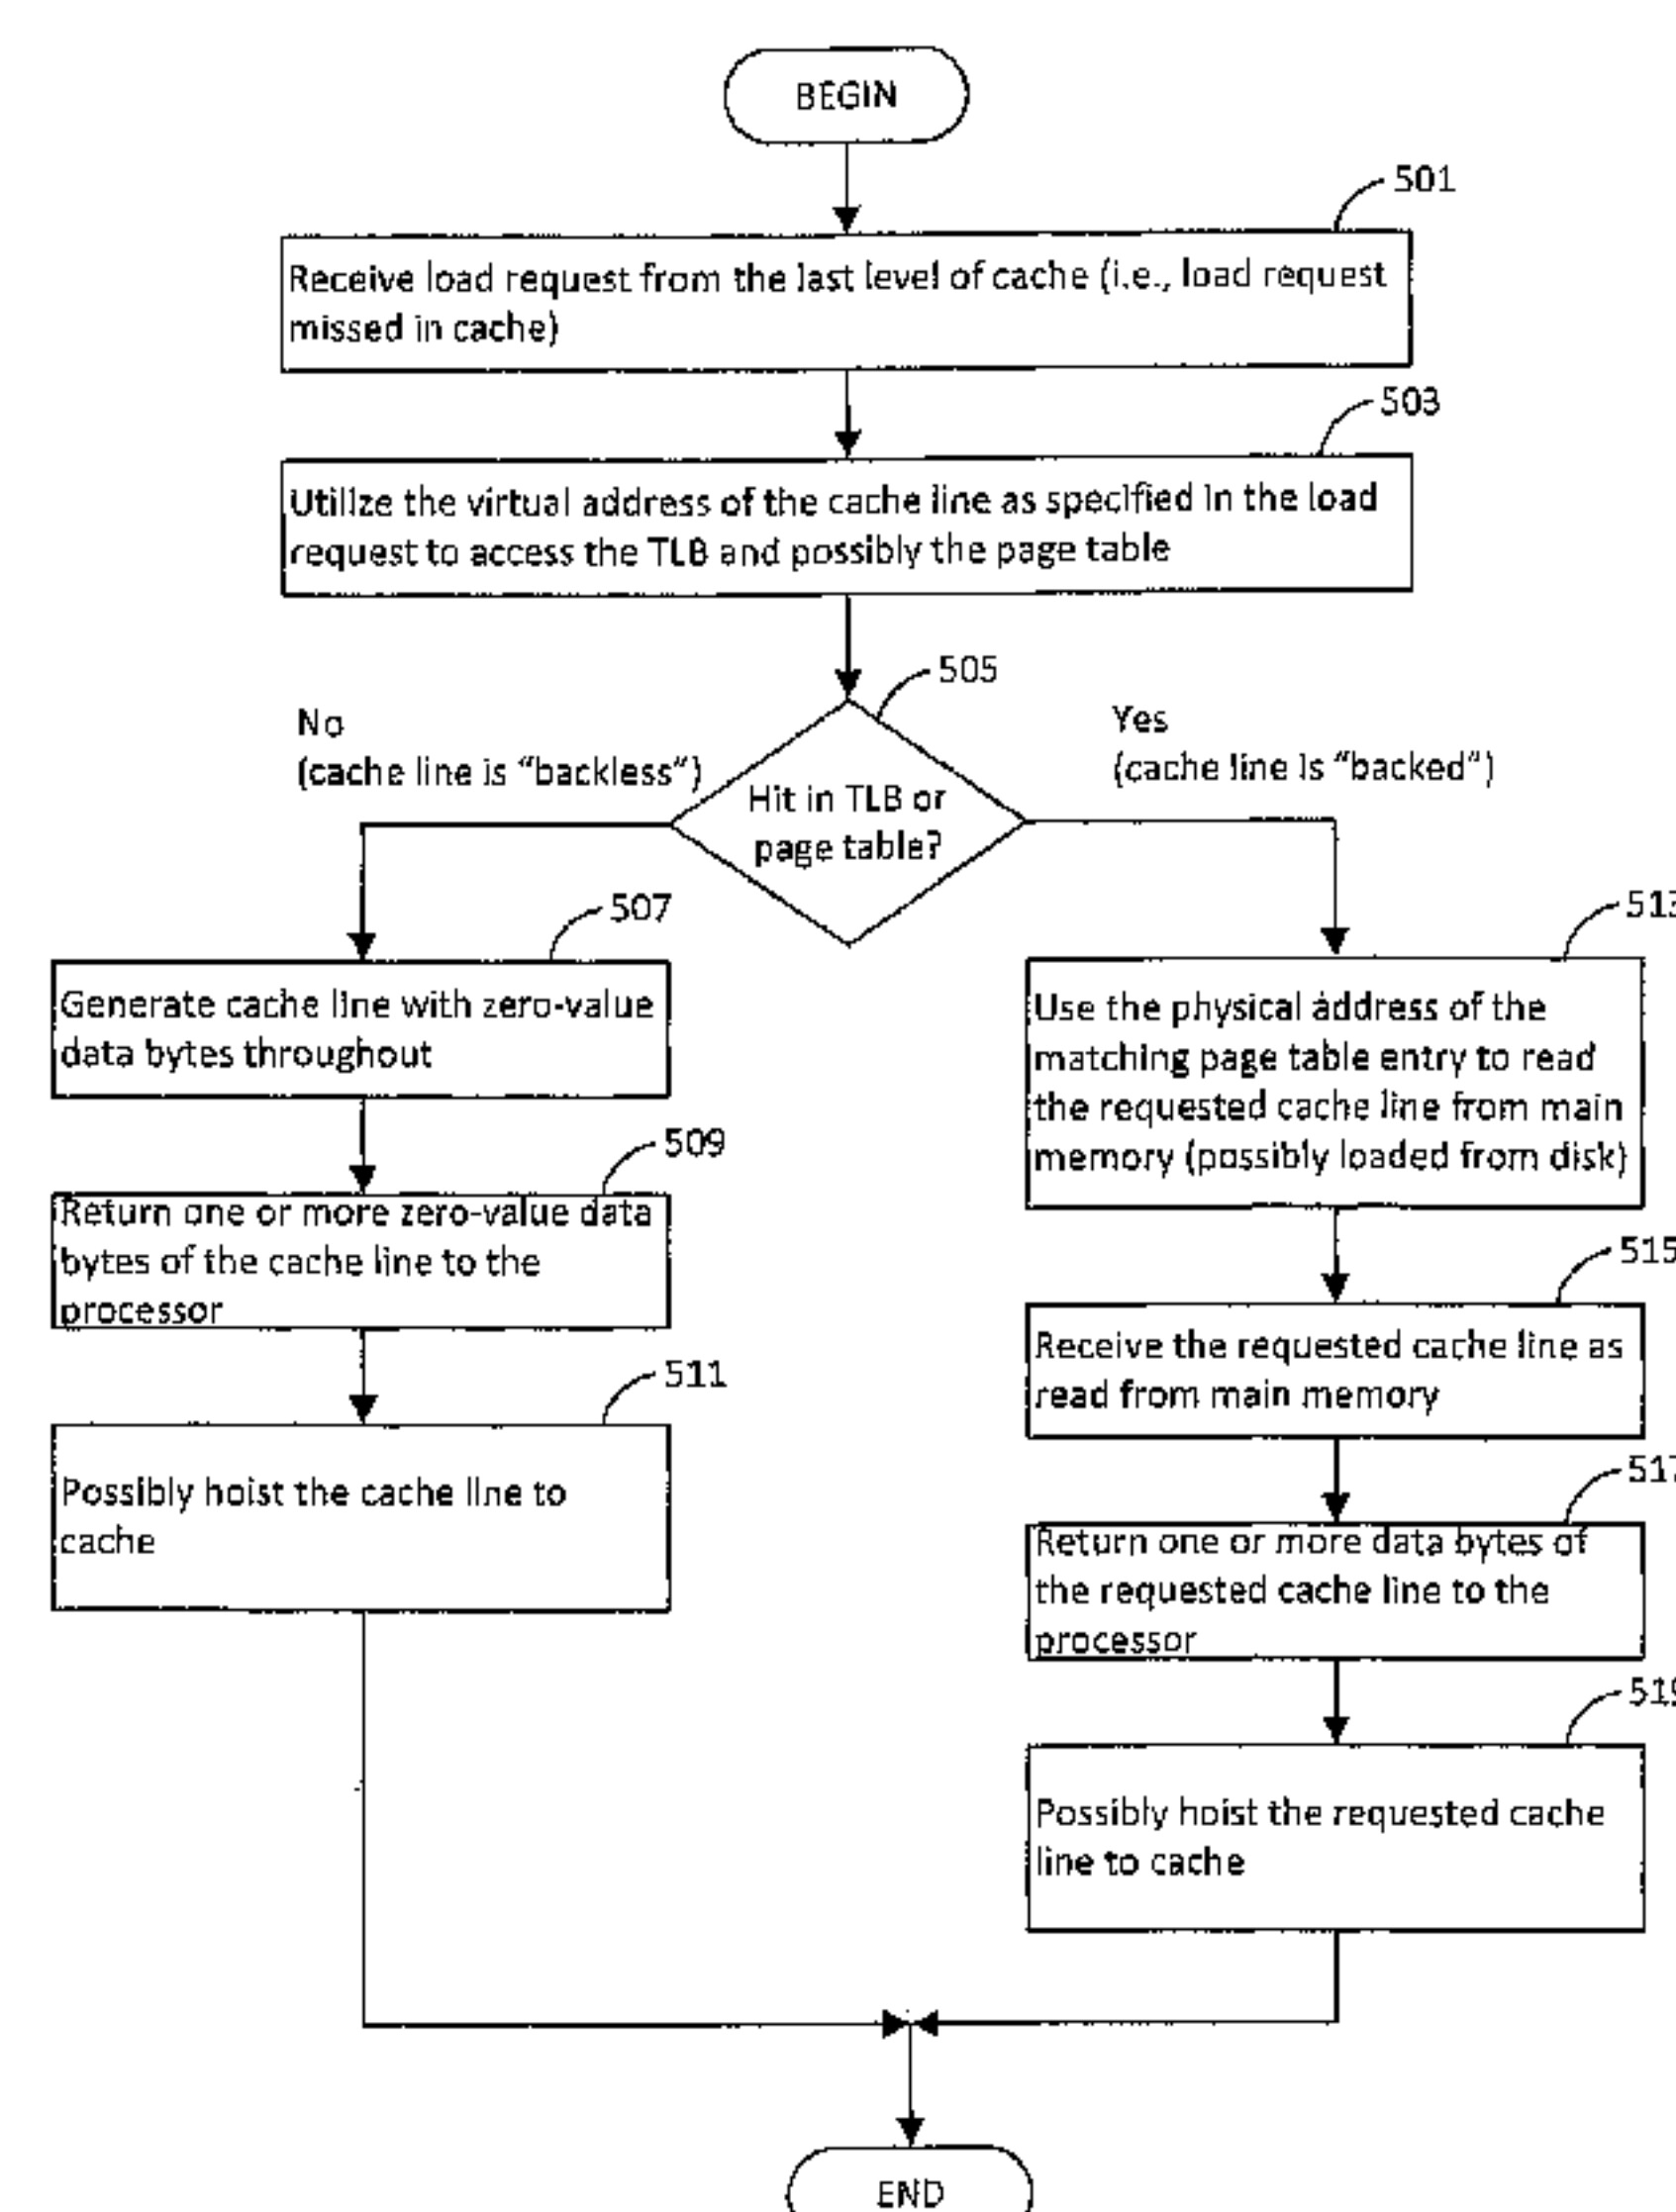 BEGIN
501
Receive load request from the last level of cache (i.e., load request
missed in cache)
503
Utilize the virtual address of the cache line as specified in the load
request to access the TLB and possibly the page table
505
No
(cache line is “backless”)
Yes
(cache line is “backed”)
Hit in TLB or
page table?
507
Generate cache line with zero-value
data bytes throughout
509
Return one or more zero-value data
bytes of the cache line to the
processor
511
Possibly hoist the cache line to
cache
513
Use the physical address of the
matching page table entry to read
the requested cache line from main
memory (possibly loaded from disk)
515
Receive the requested cache line as
read from main memory
517
Return one or more data bytes of
the requested cache line to the
processor
519
Possibly hoist the requested cache
line to cache
END